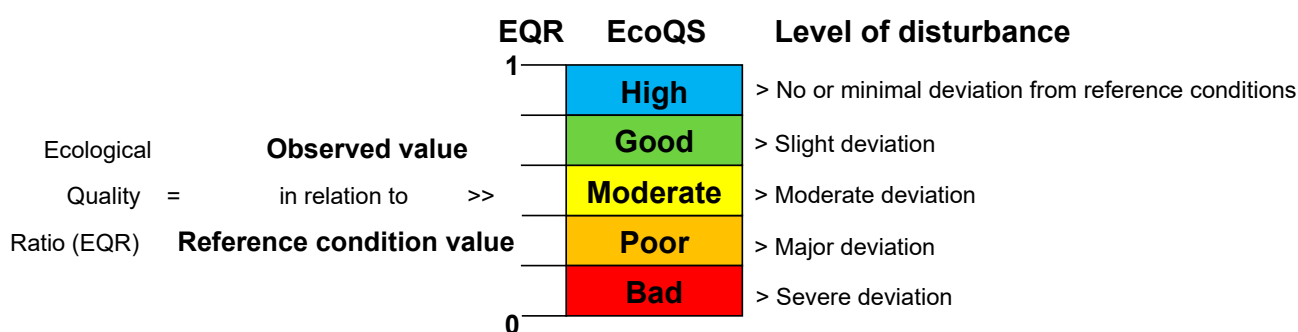 EQR EcoQS Level of disturbance
1
High > No or minimal deviation from reference conditions
Ecological Observed value Good > Slight deviation
Quality = in relation to >> Moderate > Moderate deviation
Ratio (EQR) Reference condition value Poor > Major deviation
Bad > Severe deviation
0